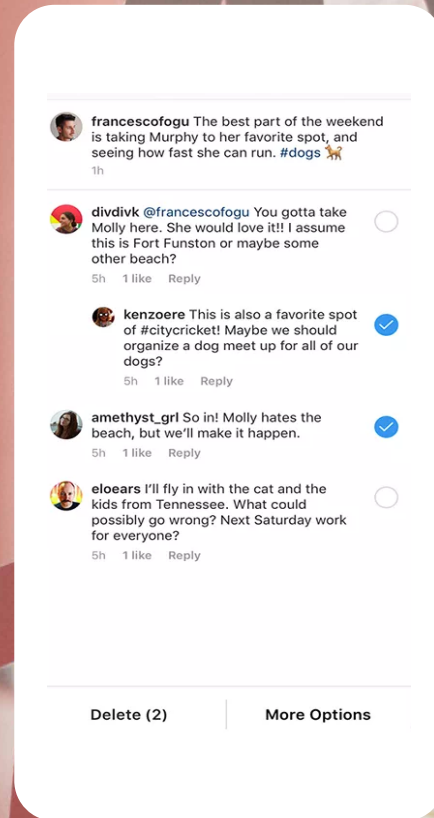 francescofogu The best part of the weekend
is taking Murphy to her favorite spot, and
seeing how fast she can run. #dogs 🐕
1h
divdivk @francescofogu You gotta take
Molly here. She would love it!! I assume
this is Fort Funston or maybe some
other beach?
5h 1 like Reply
kenzoere This is also a favorite spot
of #citycricket! Maybe we should
organize a dog meet up for all of our
dogs?
5h 1 like Reply
amethyst_grl So in! Molly hates the
beach, but we’ll make it happen.
5h 1 like Reply
eloears I’ll fly in with the cat and the
kids from Tennessee. What could
possibly go wrong? Next Saturday work
for everyone?
5h 1 like Reply
Delete (2) More Options